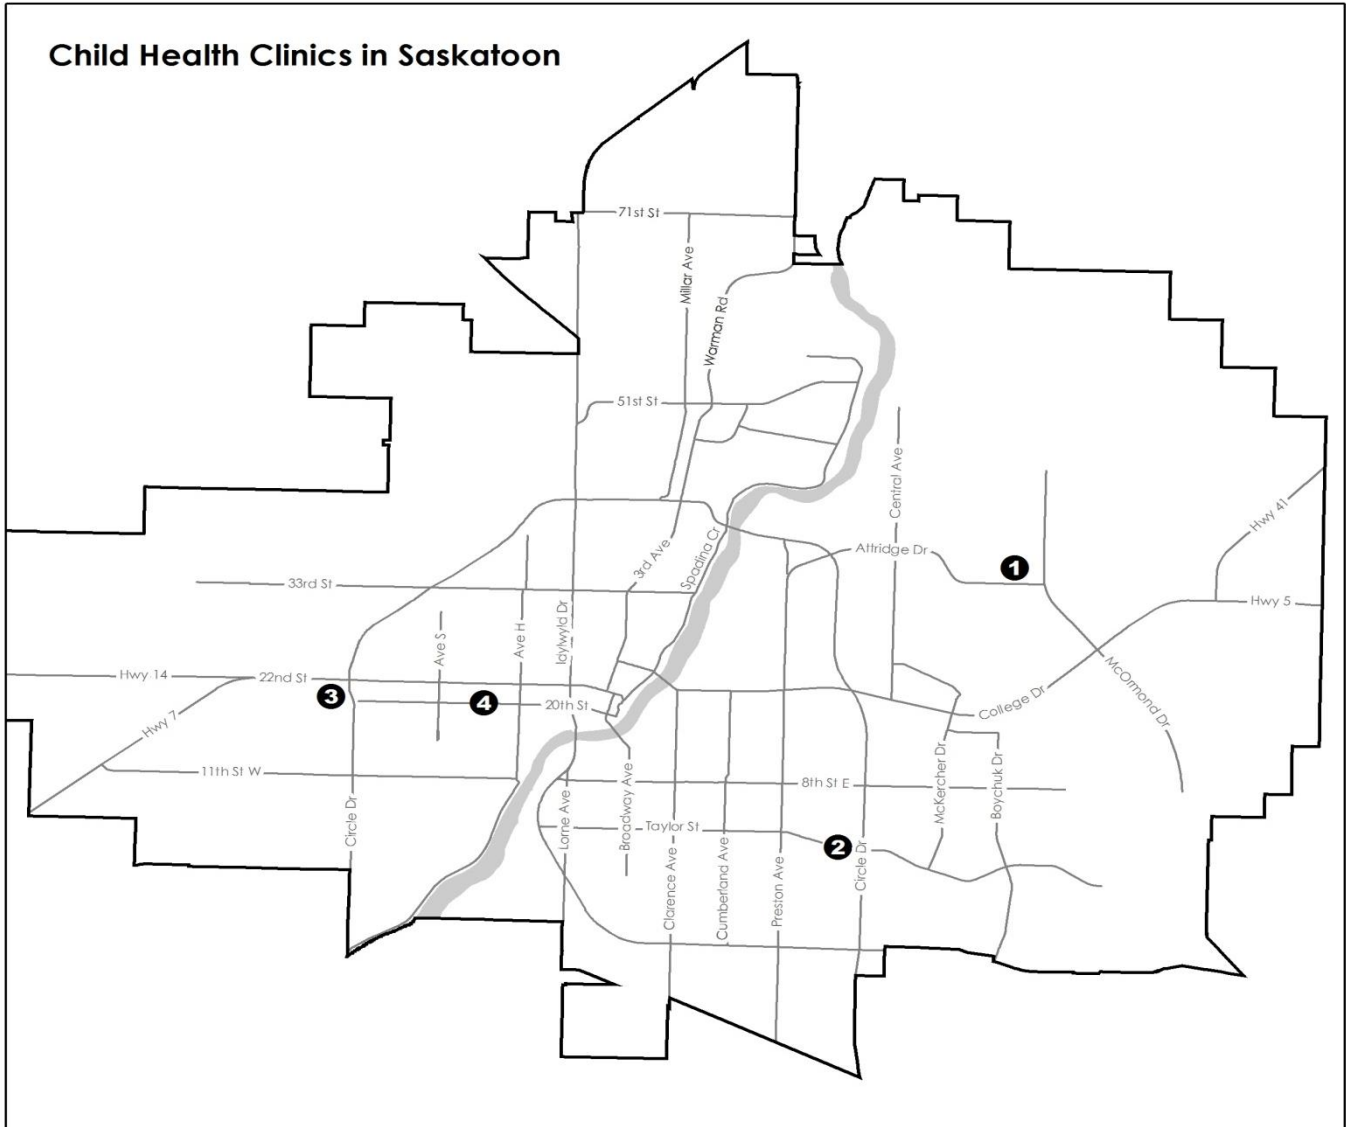 Child Health Clinics in Saskatoon
71st St
Millar Ave
Warman Rd
51st St
Central Ave
Hwy 41
Attridge Dr
1
3rd Ave
Spadina Cr
33rd St
Hwy 5
Idylwyld Dr
Ave S
Ave H
Hwy 14
22nd St
3
4
20th St
McOrmond Dr
College Dr
Hwy 7
11th St W
8th St E
McKercher Dr
Boychuk Dr
Circle Dr
Lorne Ave
Broadway Ave
Taylor St
2
Clarence Ave
Cumberland Ave
Preston Ave
Circle Dr